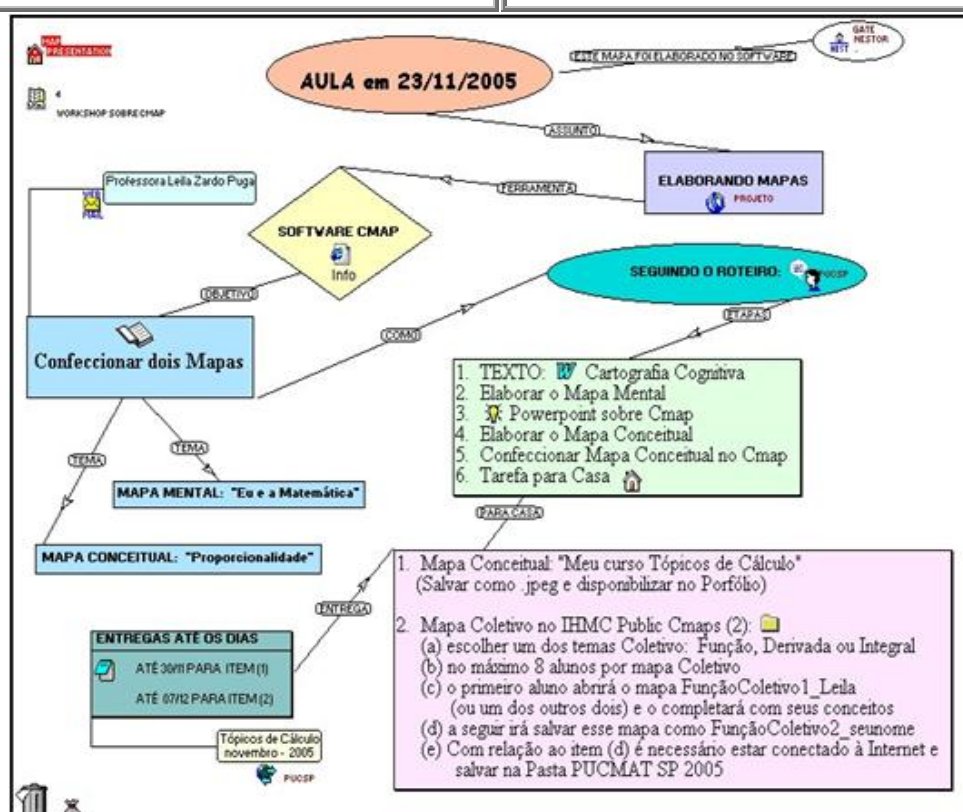 MAP
PRESENTATION
4
WORKSHOP SOBRE CMAP
AULA em 23/11/2005
ESTE MAPA FOI ELABORADO NO SOFTWARE
GATE
NESTOR
HIST
ASSUNTO
ELABORANDO MAPAS
PROJETO
FERRAMENTA
Professora Leila Zardo Puga
WEB
MAIL
SOFTWARE CMAP
Info
OBJETIVO
SEGUINDO O ROTEIRO:
PUCSP
COMO
ETAPAS
Confeccionar dois Mapas
1. TEXTO: W Cartografia Cognitiva
2. Elaborar o Mapa Mental
3. Powerpoint sobre Cmap
4. Elaborar o Mapa Conceitual
5. Confeccionar Mapa Conceitual no Cmap
6. Tarefa para Casa
TEMA
TEMA
MAPA MENTAL: "Eu e a Matemática"
MAPA CONCEITUAL: "Proporcionalidade"
PARA CASA
1. Mapa Conceitual: "Meu curso Tópicos de Cálculo"
(Salvar como .jpeg e disponibilizar no Porfólio)
2. Mapa Coletivo no IHMC Public Cmaps (2):
(a) escolher um dos temas Coletivo: Função, Derivada ou Integral
(b) no máximo 8 alunos por mapa Coletivo
(c) o primeiro aluno abrirá o mapa FunçãoColetivo1_Leila
(ou um dos outros dois) e o completará com seus conceitos
(d) a seguir irá salvar esse mapa como FunçãoColetivo2_seunome
(e) Com relação ao item (d) é necessário estar conectado à Internet e
salvar na Pasta PUCMAT SP 2005
ENTREGA
ENTREGAS ATÉ OS DIAS
ATÉ 30/11 PARA ITEM (1)
ATÉ 07/12 PARA ITEM (2)
Tópicos de Cálculo
novembro - 2005
PUCSP